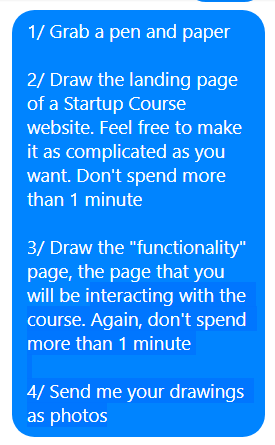 1/ Grab a pen and paper
2/ Draw the landing page
of a Startup Course
website. Feel free to make
it as complicated as you
want. Don't spend more
than 1 minute
3/ Draw the "functionality"
page, the page that you
will be interacting with the
course. Again, don't spend
more than 1 minute
4/ Send me your drawings
as photos